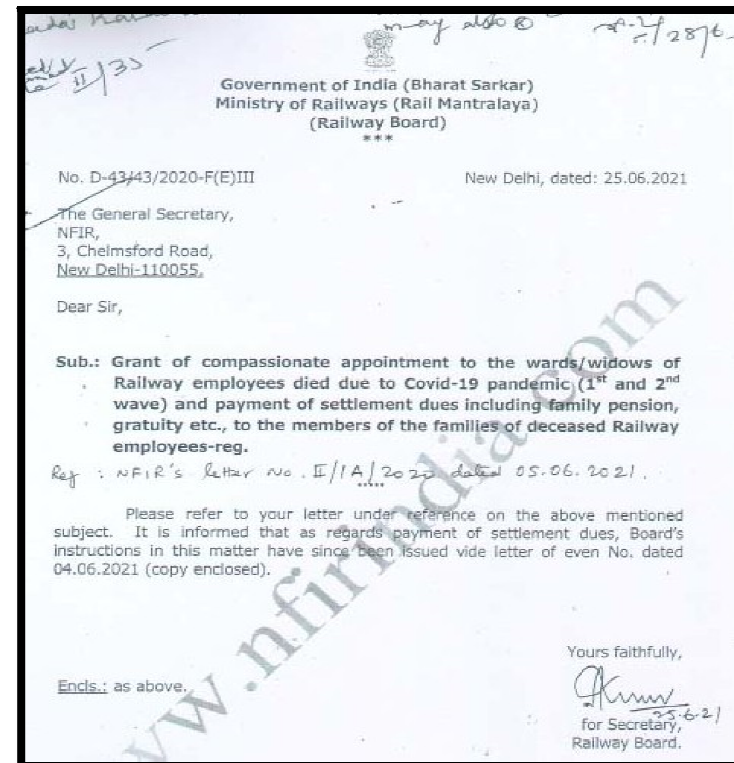 may also
28/6
II/35
Government of India (Bharat Sarkar)
Ministry of Railways (Rail Mantralaya)
(Railway Board)
***
No. D-43/43/2020-F(E)III New Delhi, dated: 25.06.2021
The General Secretary,
NFIR,
3, Chelmsford Road,
New Delhi-110055.
Dear Sir,
Sub.: Grant of compassionate appointment to the wards/widows of
Railway employees died due to Covid-19 pandemic (1st and 2nd
wave) and payment of settlement dues including family pension,
gratuity etc., to the members of the families of deceased Railway
employees-reg.
Ref : NFIR's letter No. II/1A/2020 dated 05.06.2021.
.....
Please refer to your letter under reference on the above mentioned
subject. It is informed that as regards payment of settlement dues, Board's
instructions in this matter have since been issued vide letter of even No. dated
04.06.2021 (copy enclosed).
Yours faithfully,
Encls.: as above.
25.6.21
for Secretary,
Railway Board.
www.nfirindia.com